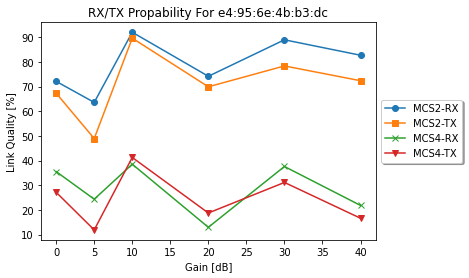 RX/TX Propability For e4:95:6e:4b:b3:dc
Link Quality [%]
90
80
70
60
50
40
30
20
10
0 5 10 15 20 25 30 35 40
Gain [dB]
MCS2-RX
MCS2-TX
MCS4-RX
MCS4-TX